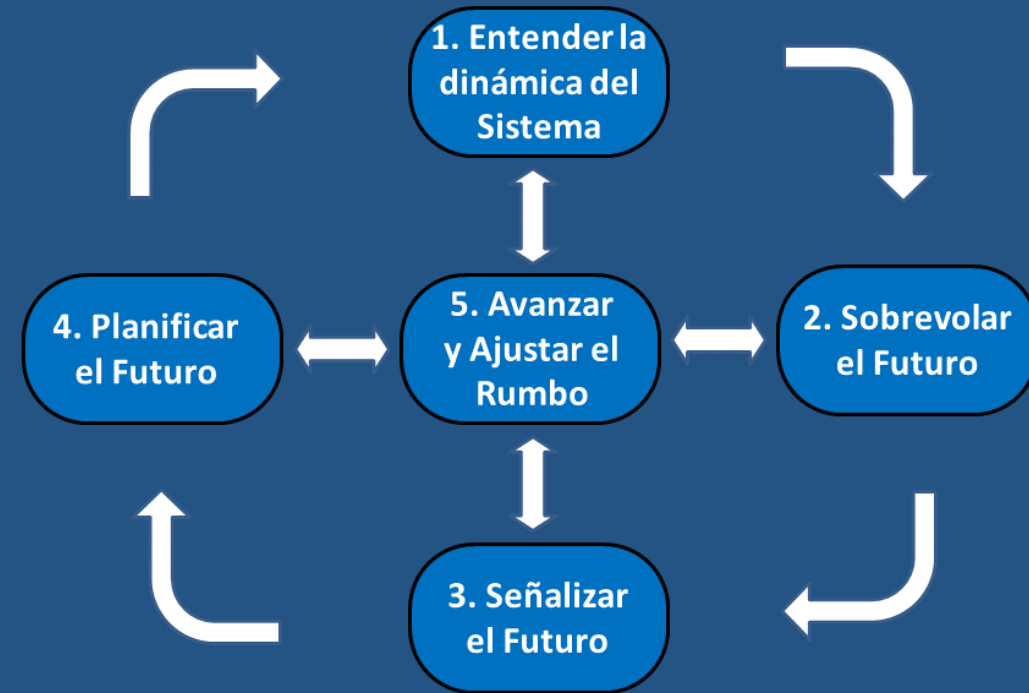 1. Entender la
dinámica del
Sistema
4. Planificar
el Futuro
5. Avanzar
y Ajustar el
Rumbo
2. Sobrevolar
el Futuro
3. Señalizar
el Futuro